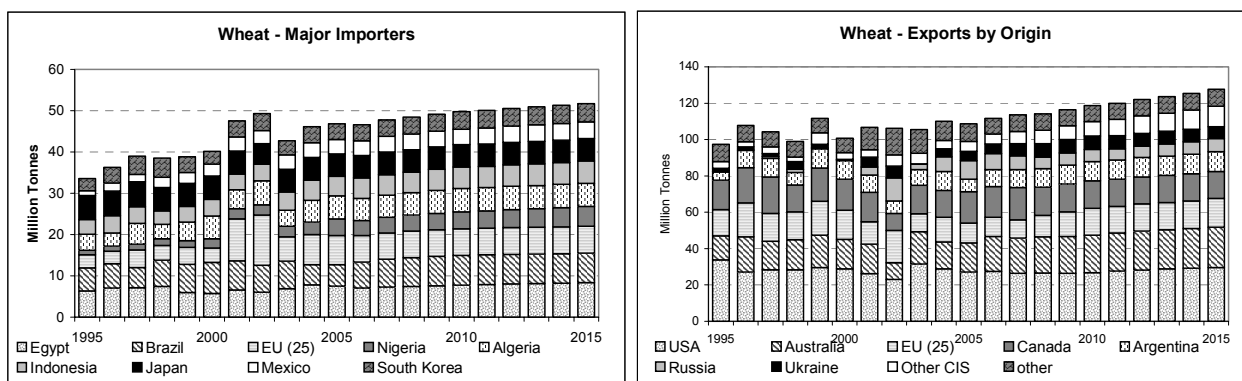 Wheat - Major Importers
60
50
40
30
20
10
0
Million Tonnes
1995 2000 2005 2010 2015
Egypt Brazil EU (25) Nigeria Algeria
Indonesia Japan Mexico South Korea
Wheat - Exports by Origin
140
120
100
80
60
40
20
0
Million Tonnes
1995 2000 2005 2010 2015
USA Australia EU (25) Canada Argentina
Russia Ukraine Other CIS other